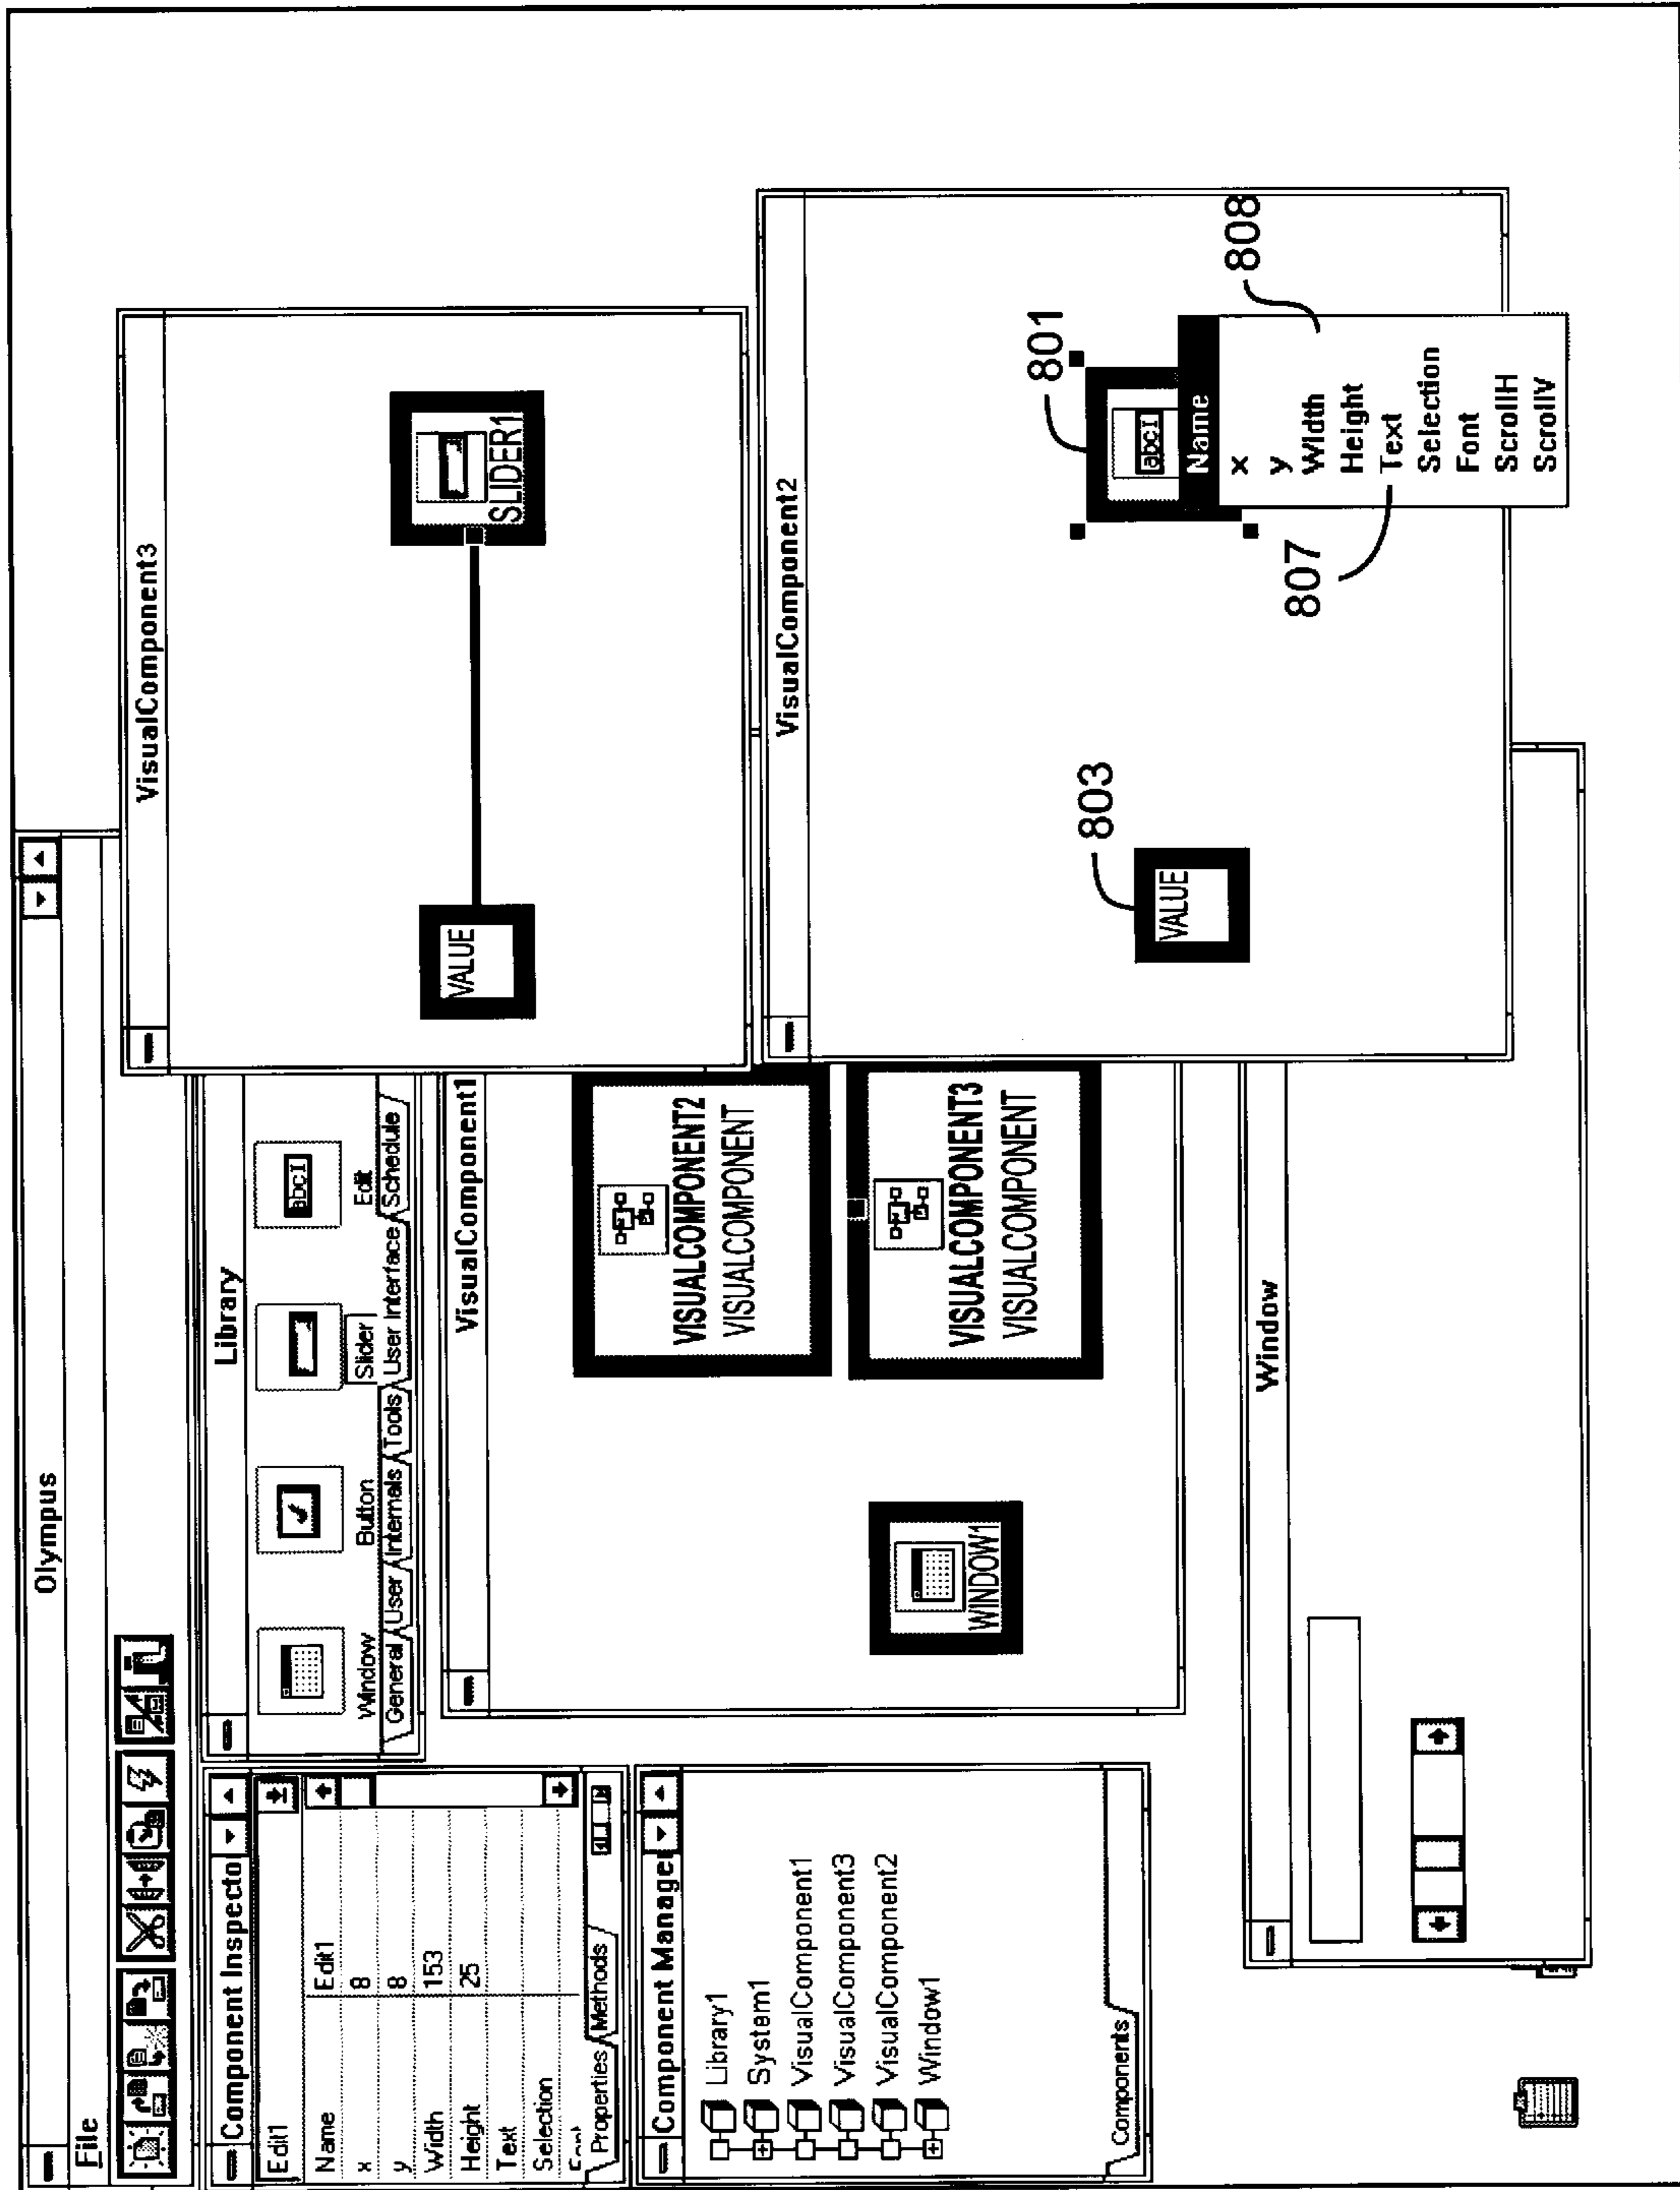 Olympus
File
Component Inspector
Edit1
Name Edit1
x 8
y 8
Width 153
Height 25
Text
Selection
Properties Methods
Component Manager
Library1
System1
VisualComponent1
VisualComponent3
VisualComponent2
Window1
Components
Library
Window Button Slider Edit
abcI
General User Internals Tools User Interface Schedule
VisualComponent1
WINDOW1
VISUALCOMPONENT2
VISUALCOMPONENT
VISUALCOMPONENT3
VISUALCOMPONENT
VisualComponent3
VALUE
SLIDER1
VisualComponent2
803
VALUE
801
abcI
Name
x
y
Width
Height
Text
Selection
Font
ScrollH
ScrollV
807
808
Window